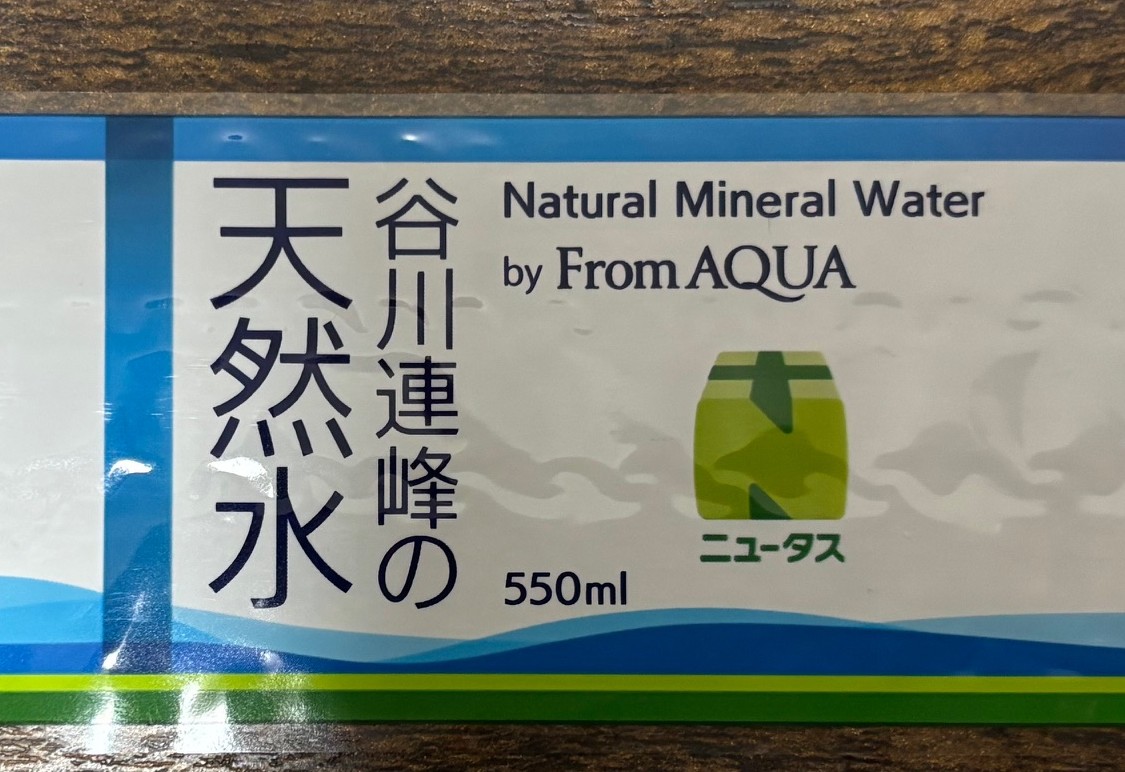 谷川連峰の
天然水
Natural Mineral Water
by From AQUA
ニュータス
550ml